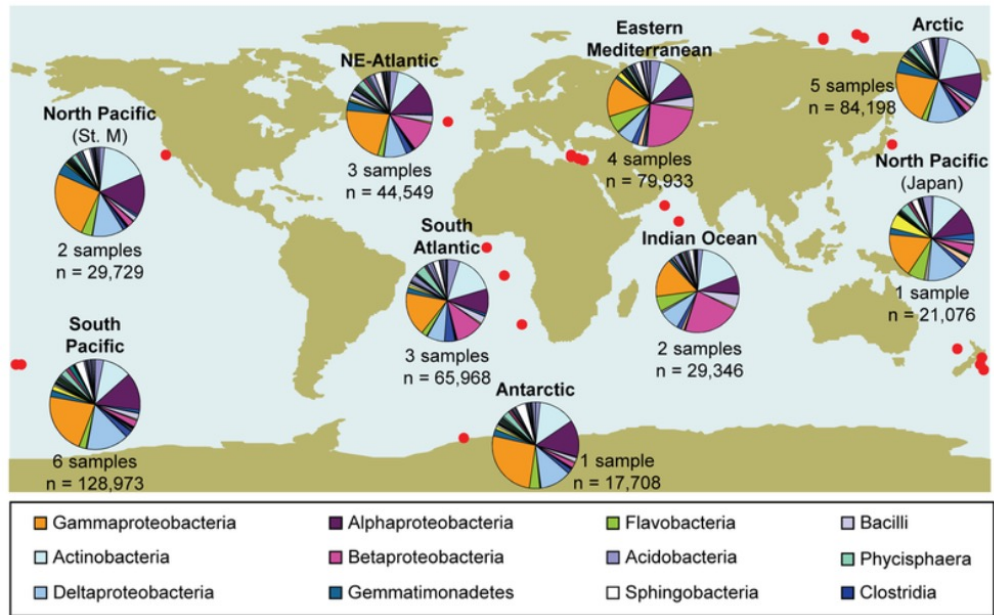 Eastern
Mediterranean
4 samples
n = 79,933
Arctic
5 samples
n = 84,198
NE-Atlantic
3 samples
n = 44,549
North Pacific
(St. M)
2 samples
n = 29,729
North Pacific
(Japan)
1 sample
n = 21,076
South
Atlantic
3 samples
n = 65,968
Indian Ocean
2 samples
n = 29,346
South
Pacific
6 samples
n = 128,973
Antarctic
1 sample
n = 17,708
Gammaproteobacteria
Alphaproteobacteria
Flavobacteria
Bacilli
Actinobacteria
Betaproteobacteria
Acidobacteria
Phycisphaera
Deltaproteobacteria
Gemmatimonadetes
Sphingobacteria
Clostridia